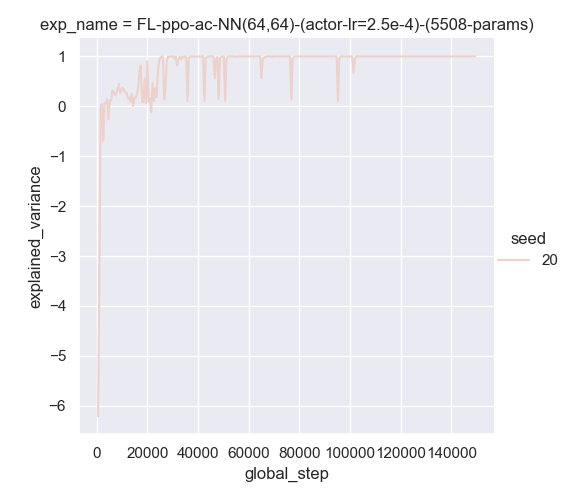 exp_name = FL-ppo-ac-NN(64,64)-(actor-lr=2.5e-4)-(5508-params)
1
0
−1
−2
−3
−4
−5
−6
explained_variance
seed
20
0 20000 40000 60000 80000 100000 120000 140000
global_step